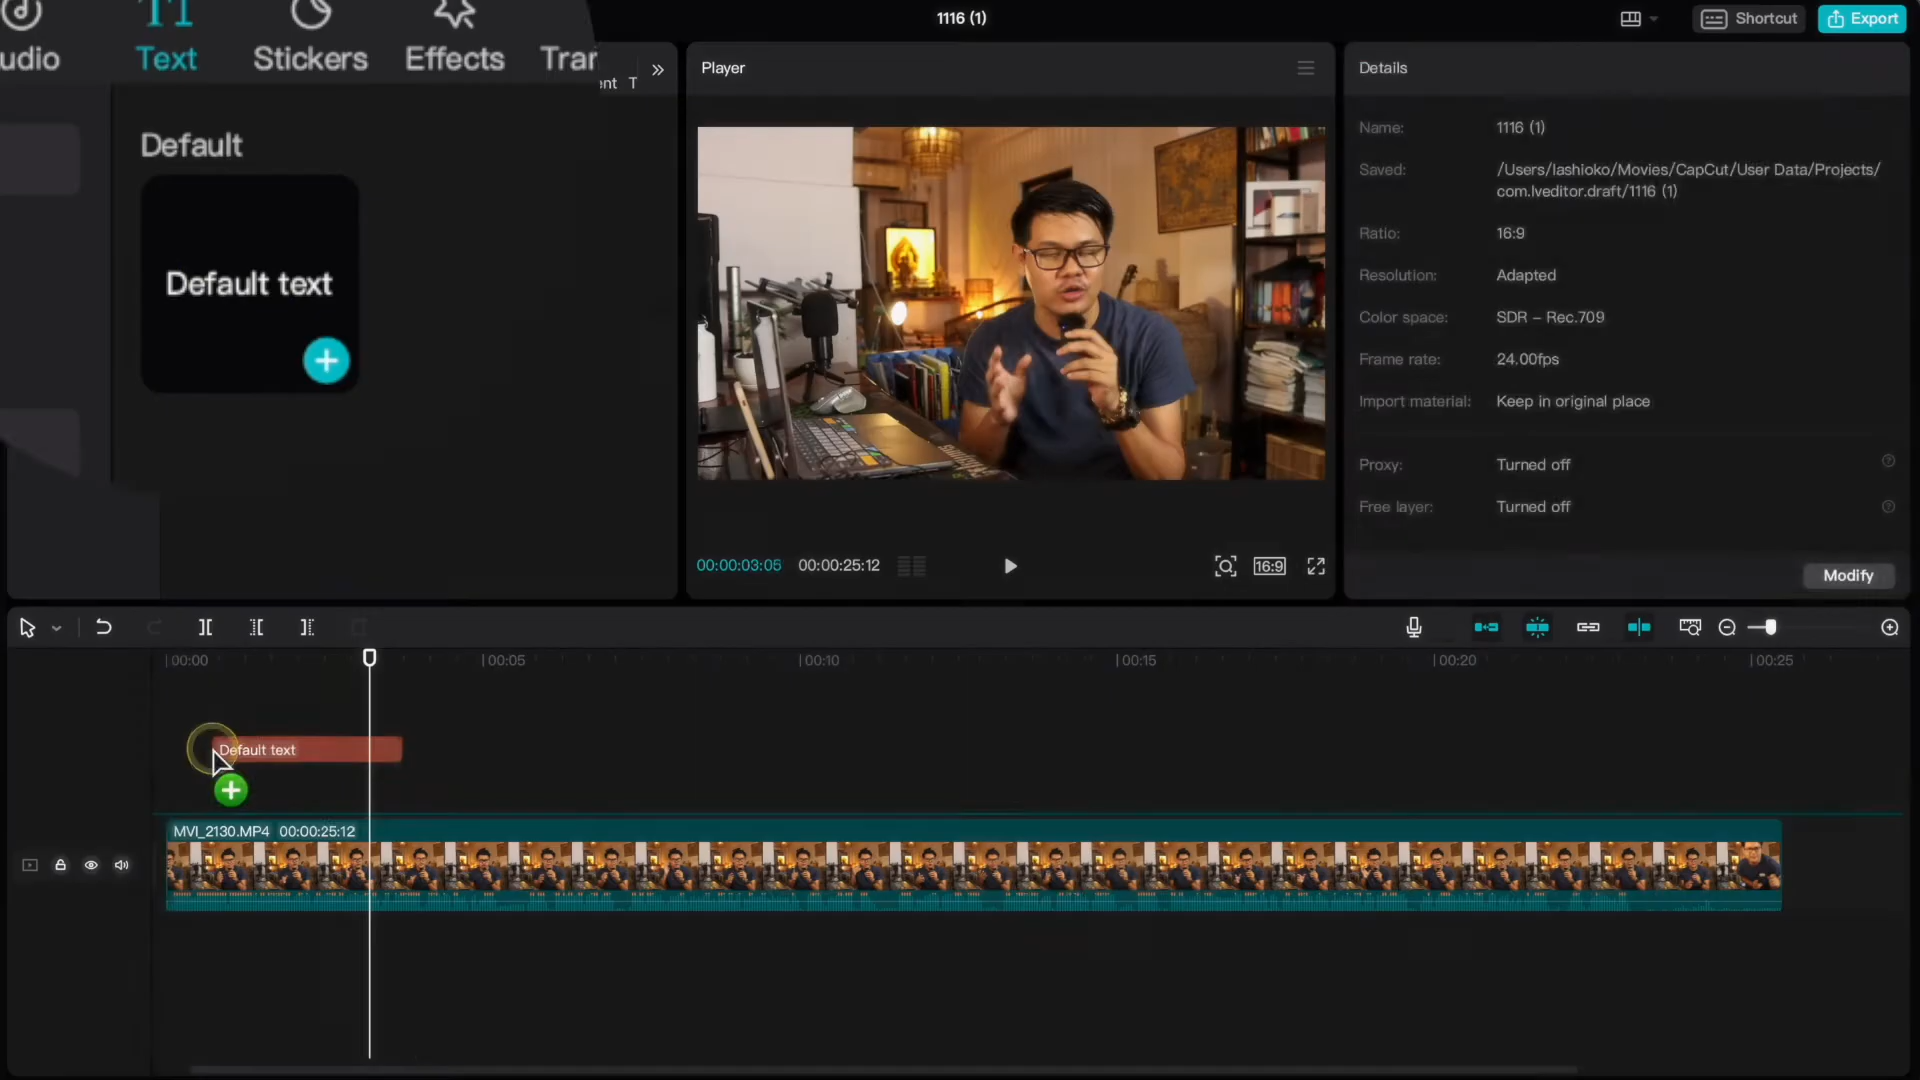 1116 (1)
Shortcut
Export
udio
Text
Stickers
Effects
Tran
ent T
Player
Details
Default
Default text
Name: 1116 (1)
Saved: /Users/lashioko/Movies/CapCut/User Data/Projects/
com.lveditor.draft/1116 (1)
Ratio: 16:9
Resolution: Adapted
Color space: SDR – Rec.709
Frame rate: 24.00fps
Import material: Keep in original place
Proxy: Turned off
Free layer: Turned off
00:00:03:05 00:00:25:12
16:9
Modify
00:00
00:05
00:10
00:15
00:20
00:25
Default text
MVI_2130.MP4 00:00:25:12